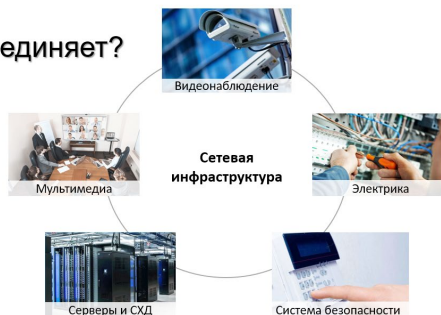 единяет?
Видеонаблюдение
Сетевая
инфраструктура
Мультимедиа
Электрика
Серверы и СХД
Система безопасности